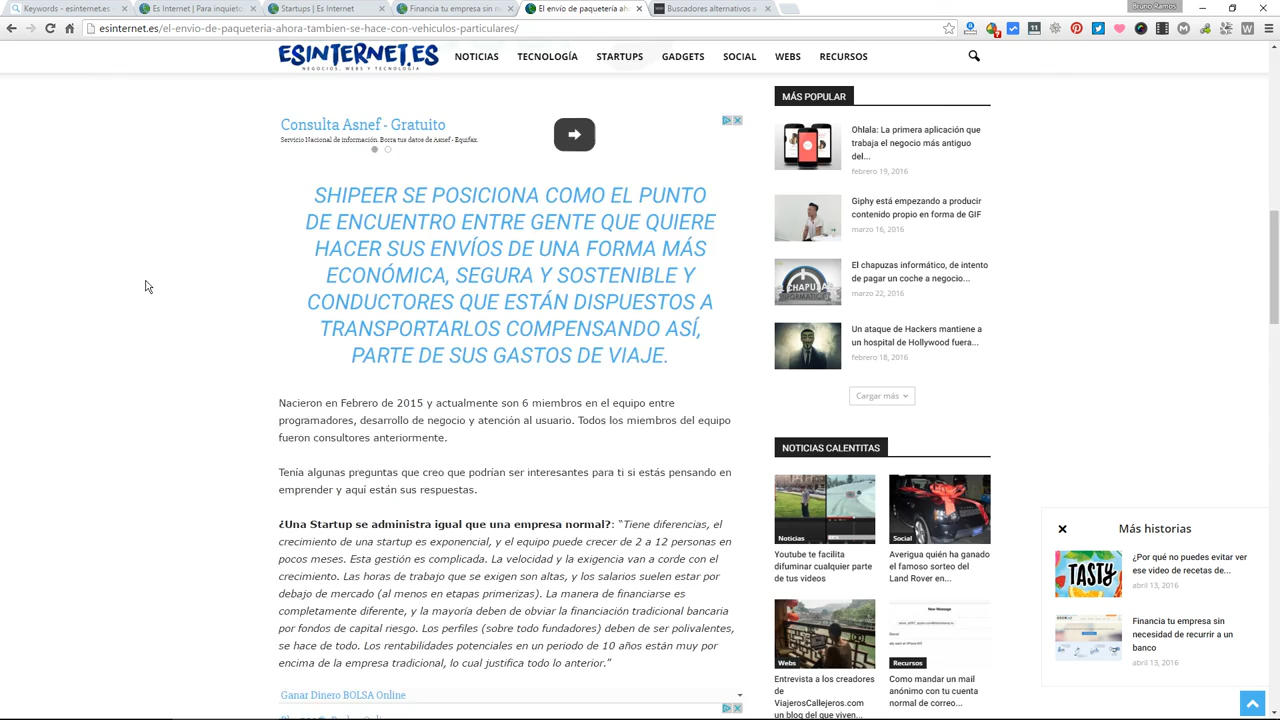 Keywords - esinternet.es
Es Internet | Para inquieto
Startups | Es Internet
Financia tu empresa sin n
El envío de paquetería aho
Buscadores alternativos a
Bruno Ramos
esinternet.es/el-envio-de-paqueteria-ahora-tambien-se-hace-con-vehiculos-particulares/
ESINTERNET.ES
NEGOCIOS, WEBS Y TECNOLOGÍA
NOTICIAS
TECNOLOGÍA
STARTUPS
GADGETS
SOCIAL
WEBS
RECURSOS
Consulta Asnef - Gratuito
Servicio Nacional de información. Borra tus datos de Asnef - Equifax.
SHIPEER SE POSICIONA COMO EL PUNTO
DE ENCUENTRO ENTRE GENTE QUE QUIERE
HACER SUS ENVÍOS DE UNA FORMA MÁS
ECONÓMICA, SEGURA Y SOSTENIBLE Y
CONDUCTORES QUE ESTÁN DISPUESTOS A
TRANSPORTARLOS COMPENSANDO ASÍ,
PARTE DE SUS GASTOS DE VIAJE.
Nacieron en Febrero de 2015 y actualmente son 6 miembros en el equipo entre
programadores, desarrollo de negocio y atención al usuario. Todos los miembros del equipo
fueron consultores anteriormente.
Tenía algunas preguntas que creo que podrían ser interesantes para ti si estás pensando en
emprender y aquí están sus respuestas.
¿Una Startup se administra igual que una empresa normal?: “Tiene diferencias, el
crecimiento de una startup es exponencial, y el equipo puede crecer de 2 a 12 personas en
pocos meses. Esta gestión es complicada. La velocidad y la exigencia van a corde con el
crecimiento. Las horas de trabajo que se exigen son altas, y los salarios suelen estar por
debajo de mercado (al menos en etapas primerizas). La manera de financiarse es
completamente diferente, y la mayoría deben de obviar la financiación tradicional bancaria
por fondos de capital riesgo. Los perfiles (sobre todo fundadores) deben de ser polivalentes,
se hace de todo. Los rentabilidades potenciales en un periodo de 10 años están muy por
encima de la empresa tradicional, lo cual justifica todo lo anterior.”
Ganar Dinero BOLSA Online
MÁS POPULAR
Ohlala: La primera aplicación que
trabaja el negocio más antiguo
del...
febrero 19, 2016
Giphy está empezando a producir
contenido propio en forma de GIF
marzo 16, 2016
CHAPUZAS
El chapuzas informático, de intento
de pagar un coche a negocio...
marzo 22, 2016
Un ataque de Hackers mantiene a
un hospital de Hollywood fuera...
febrero 18, 2016
Cargar más
NOTICIAS CALENTITAS
Noticias
Youtube te facilita
difuminar cualquier parte
de tus videos
Social
Averigua quién ha ganado
el famoso sorteo del
Land Rover en...
Webs
Entrevista a los creadores
de
ViajerosCallejeros.com
un blog del que viven...
New Message
Recursos
Como mandar un mail
anónimo con tu cuenta
normal de correo...
Más historias
TASTY
¿Por qué no puedes evitar ver
ese video de recetas de...
abril 13, 2016
Financia tu empresa sin
necesidad de recurrir a un
banco
abril 13, 2016